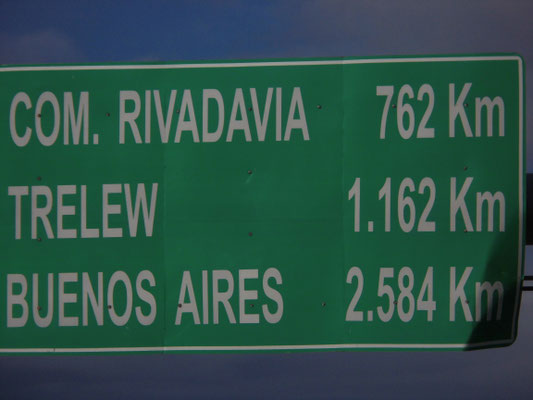 COM. RIVADAVIA 762 Km
TRELEW 1.162 Km
BUENOS AIRES 2.584 Km